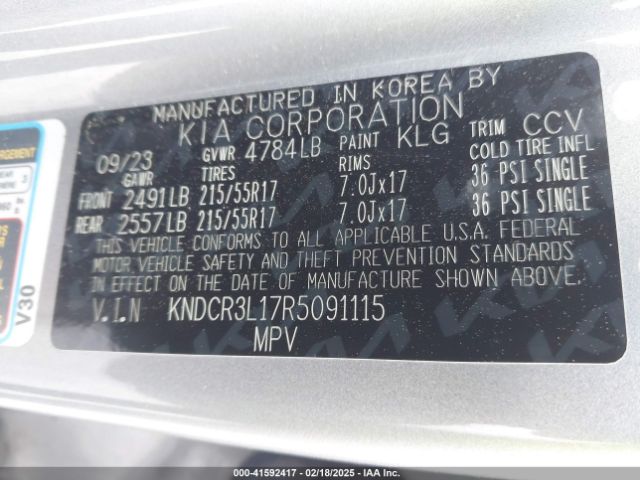 MANUFACTURED IN KOREA BY
KIA CORPORATION
09/23 GVWR 4784LB PAINT KLG TRIM CCV
GAWR TIRES RIMS COLD TIRE INFL
FRONT 2491LB 215/55R17 7.0Jx17 36 PSI SINGLE
REAR 2557LB 215/55R17 7.0Jx17 36 PSI SINGLE
THIS VEHICLE CONFORMS TO ALL APPLICABLE U.S.A. FEDERAL
MOTOR VEHICLE SAFETY AND THEFT PREVENTION STANDARDS
IN EFFECT ON THE DATE OF MANUFACTURE SHOWN ABOVE.
V.I.N KNDCR3L17R5091115
MPV
V30
000-41592417 - 02/18/2025 - IAA Inc.